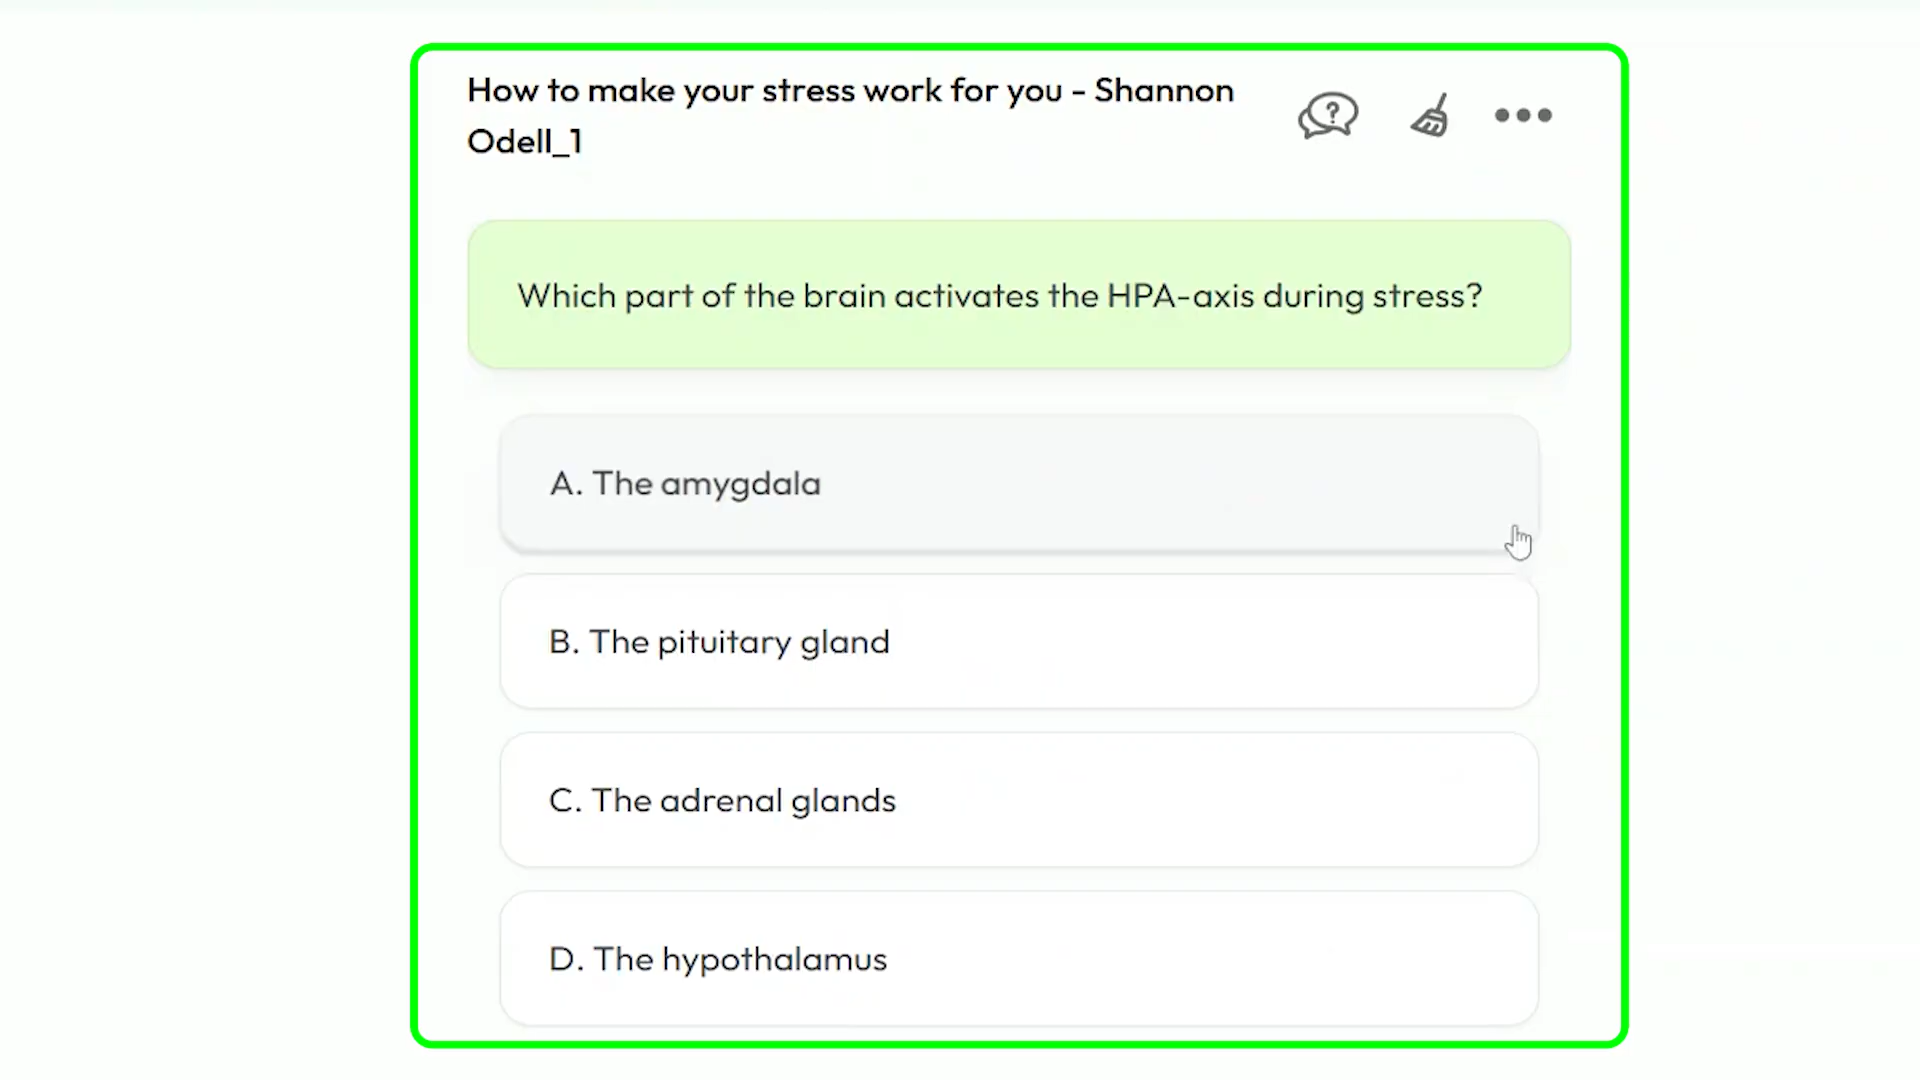 How to make your stress work for you - Shannon
Odell_1
Which part of the brain activates the HPA-axis during stress?
A. The amygdala
B. The pituitary gland
C. The adrenal glands
D. The hypothalamus